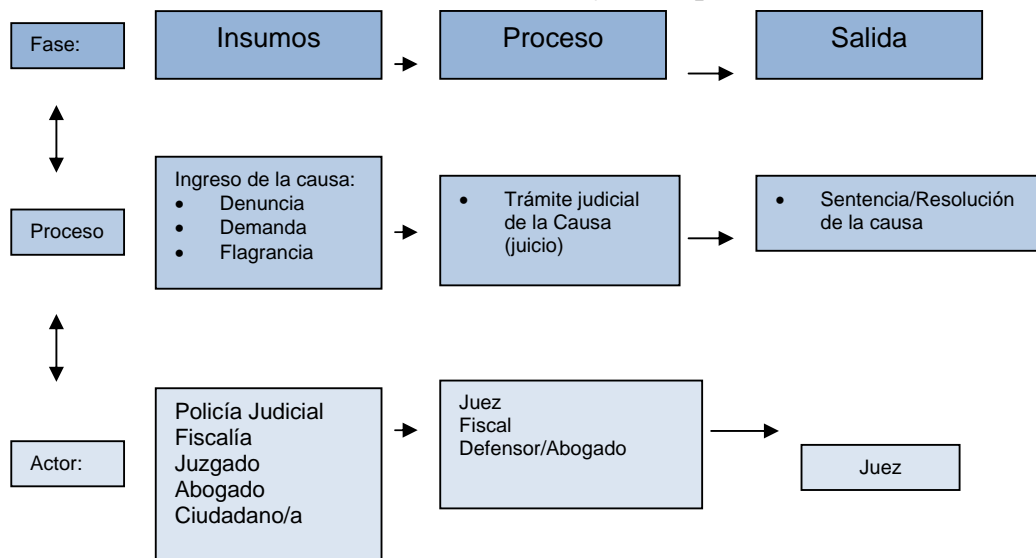 Fase:
Insumos
Proceso
Salida
Proceso
Ingreso de la causa:
• Denuncia
• Demanda
• Flagrancia
• Trámite judicial
de la Causa
(juicio)
• Sentencia/Resolución
de la causa
Actor:
Policía Judicial
Fiscalía
Juzgado
Abogado
Ciudadano/a
Juez
Fiscal
Defensor/Abogado
Juez